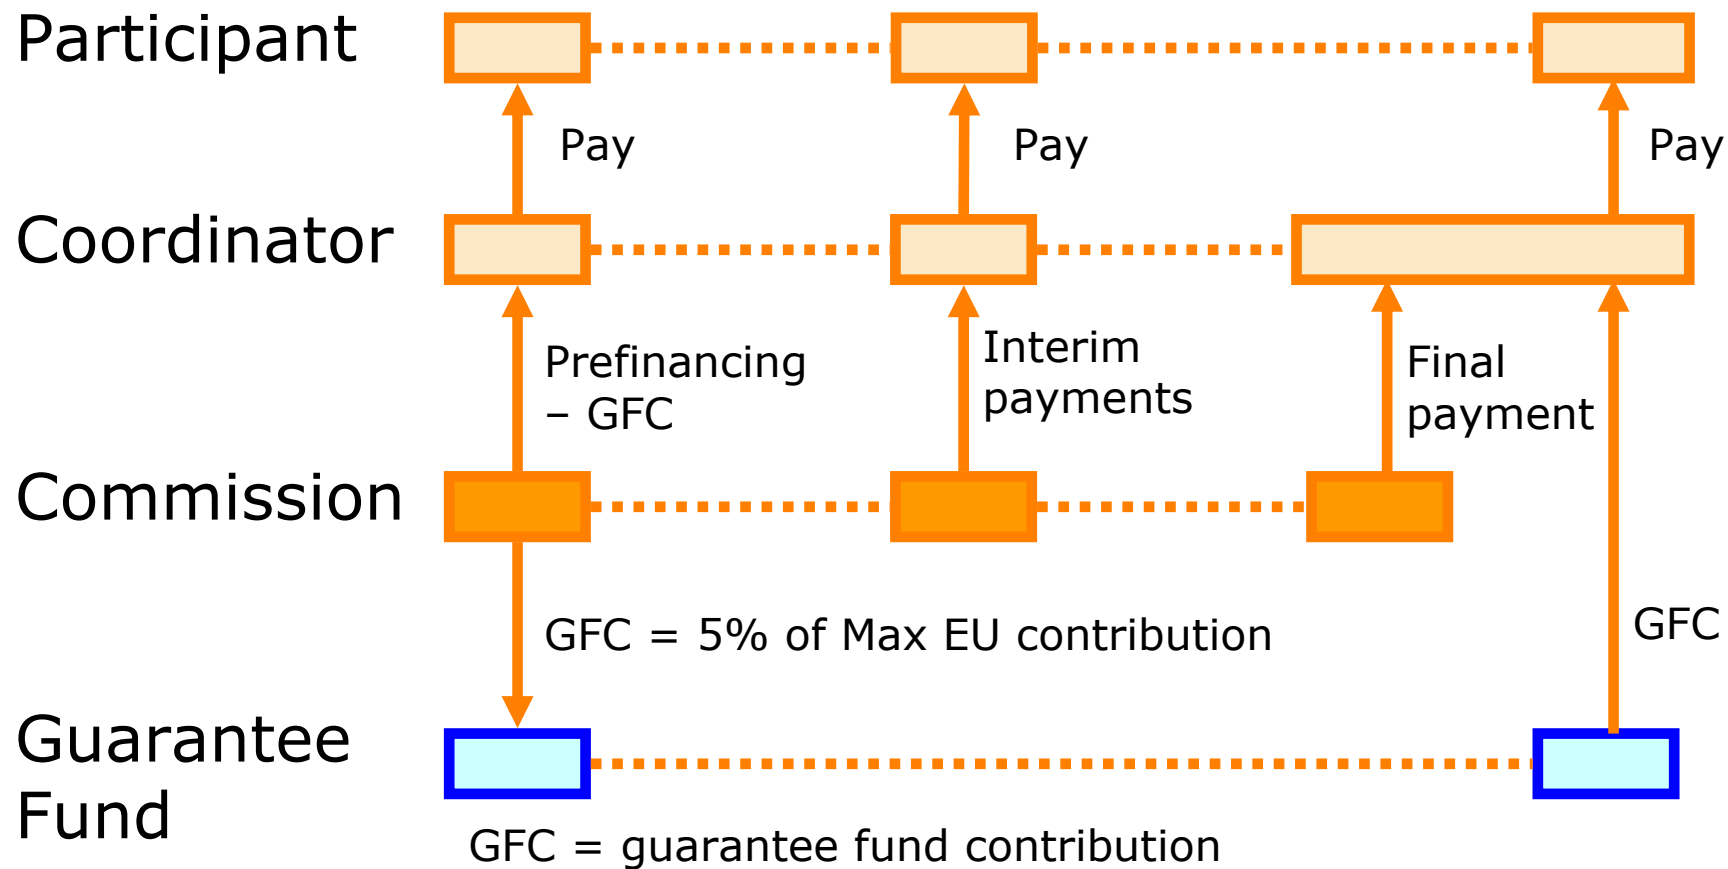 Participant
Pay
Pay
Pay
Coordinator
Prefinancing
– GFC
Interim
payments
Final
payment
Commission
GFC = 5% of Max EU contribution
GFC
Guarantee
Fund
GFC = guarantee fund contribution